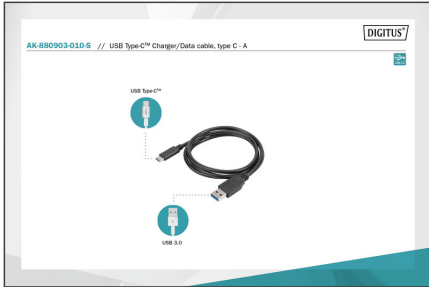 DIGITUS®
AK-880903-010-S // USB Type-C™ Charger/Data cable, type C - A
USB Type-C™
USB 3.0